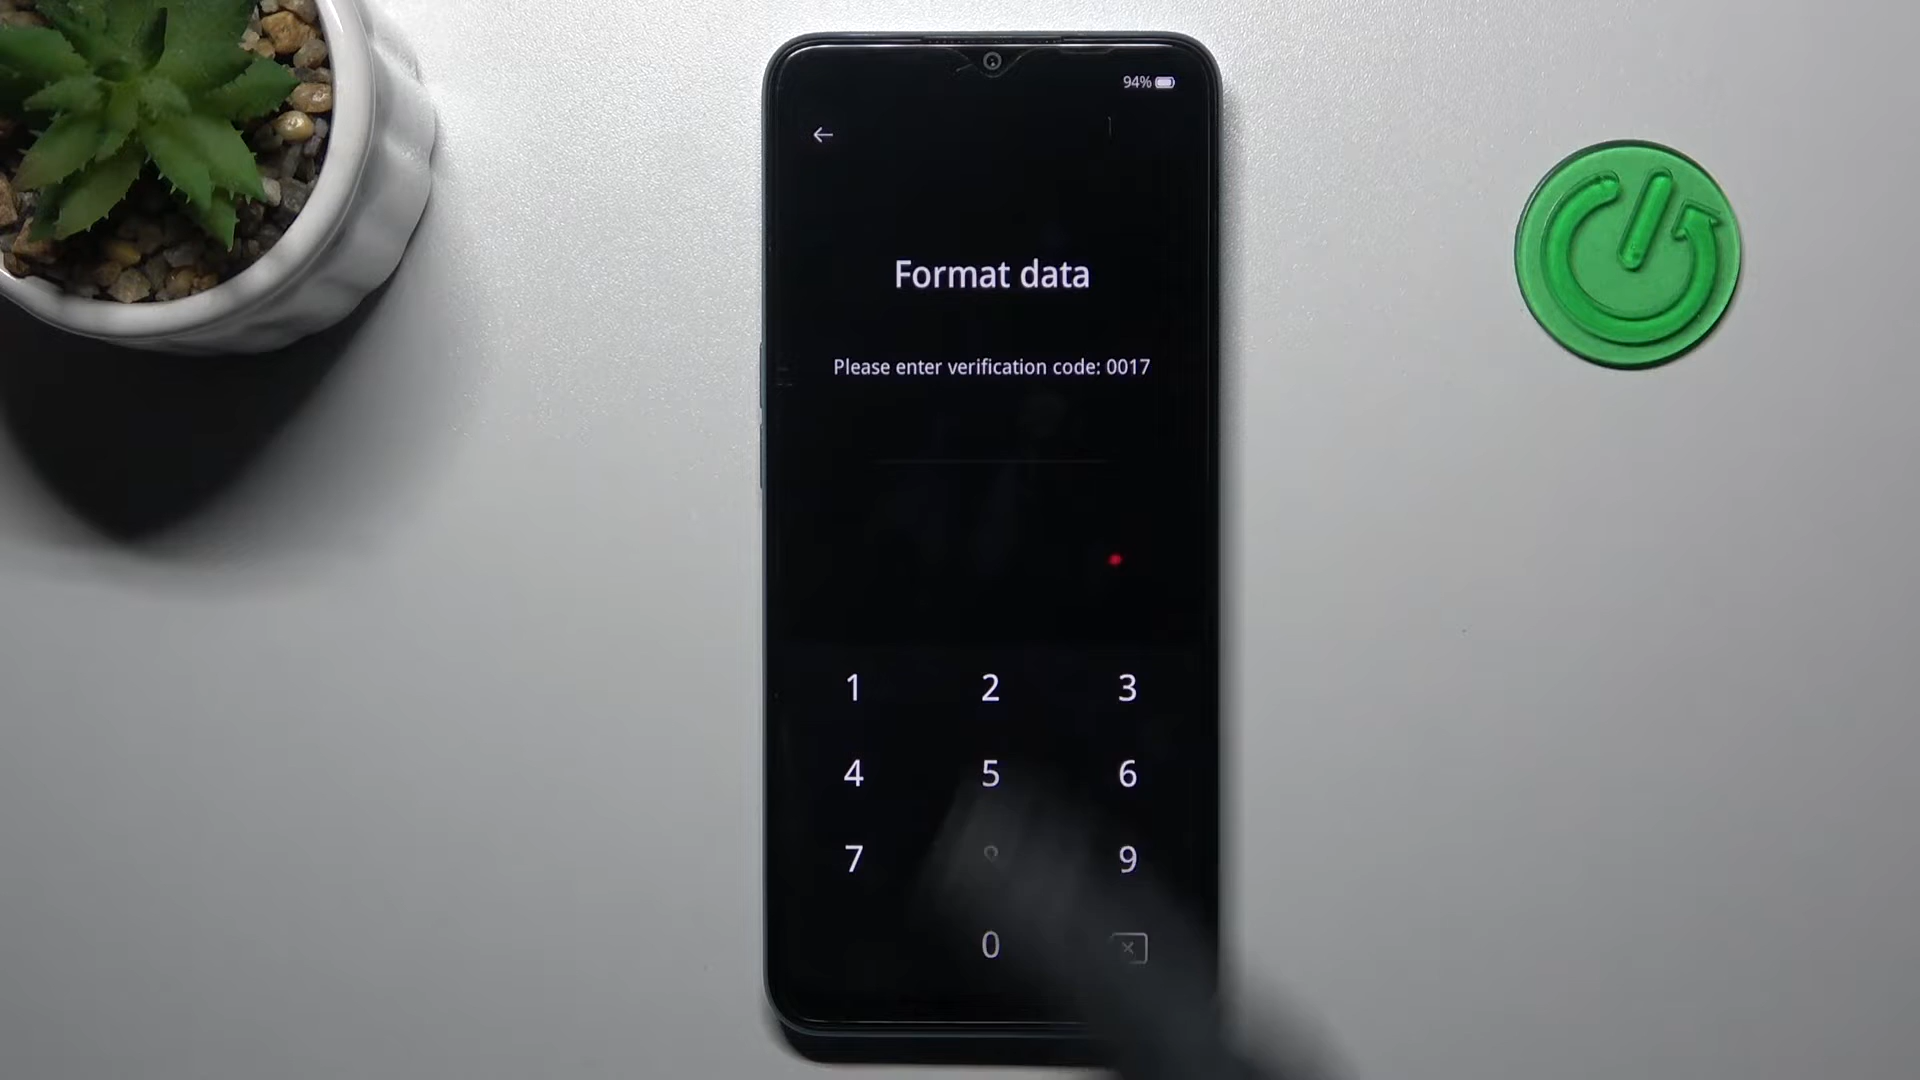 94%
Format data
Please enter verification code: 0017
1 2 3
4 5 6
7 9
0